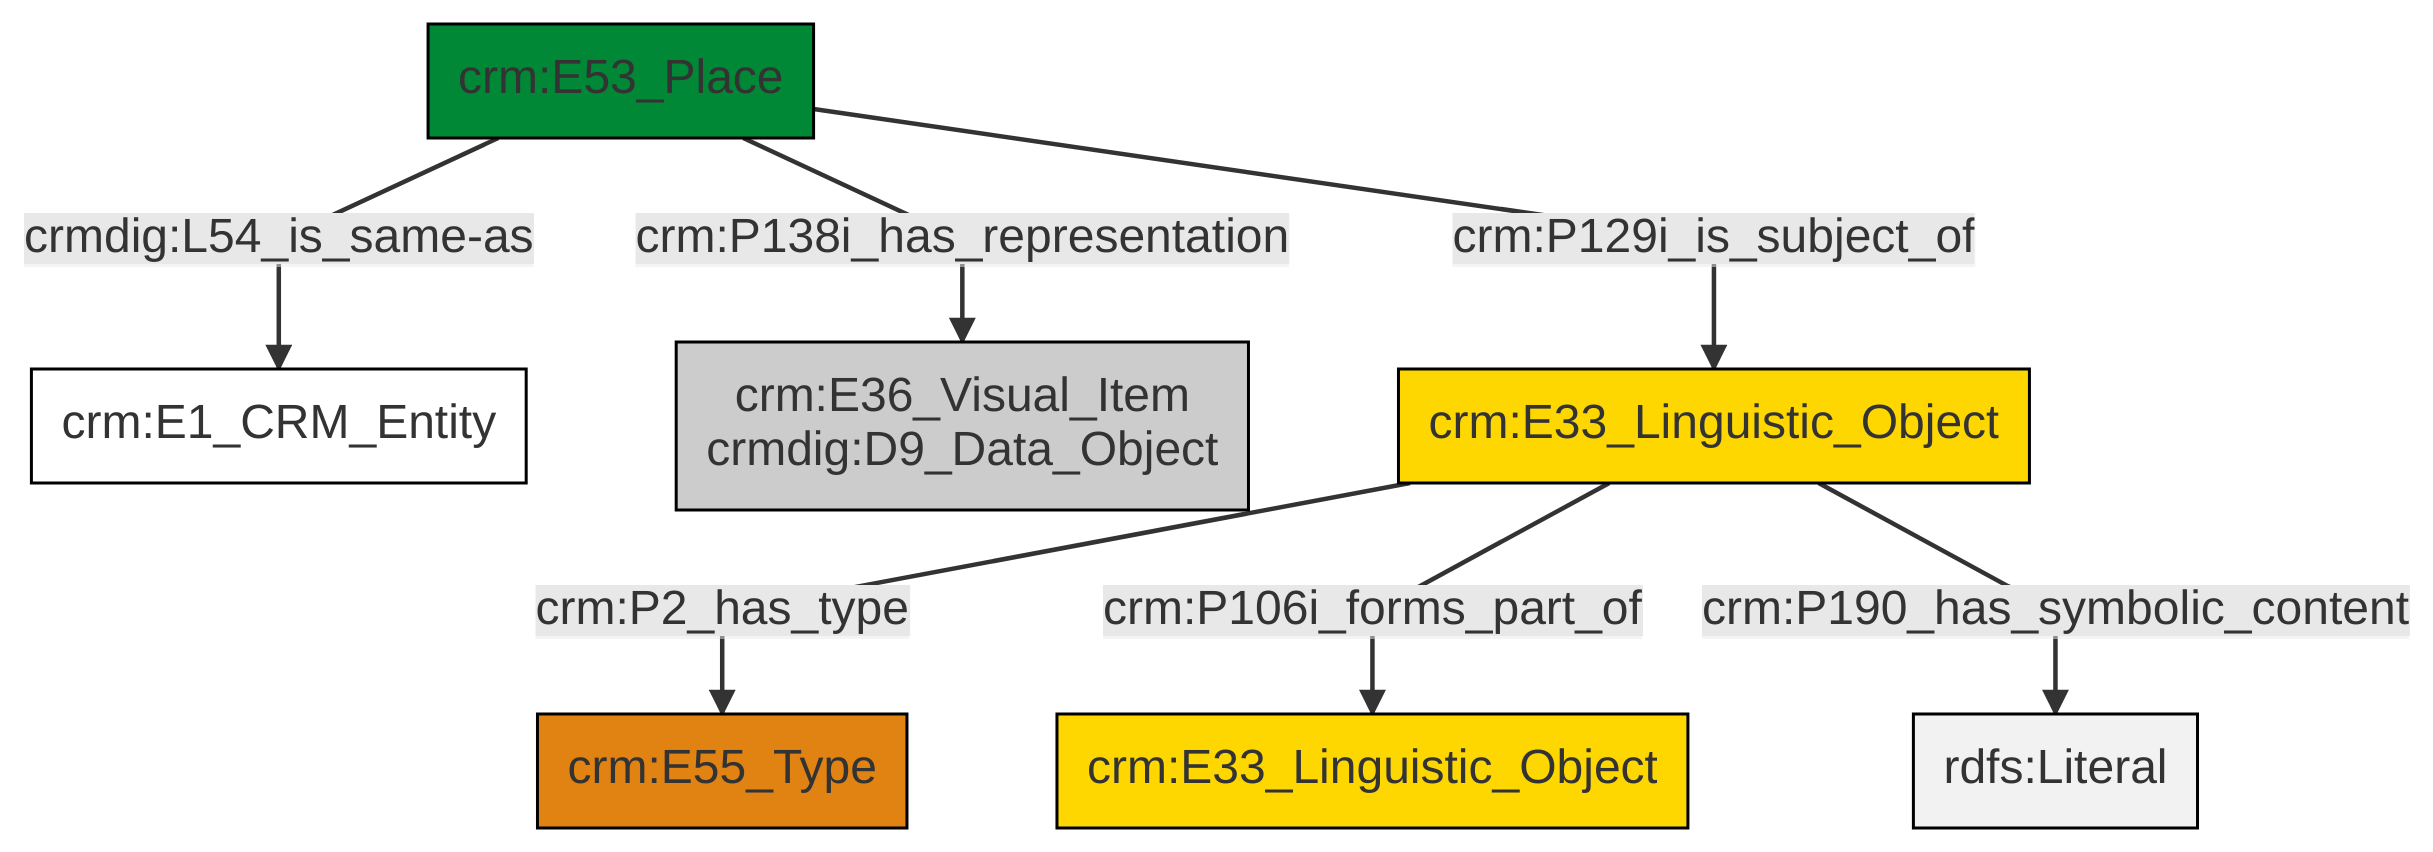 crm:E53_Place
crmdig:L54_is_same-as
crm:P138i_has_representation
crm:P129i_is_subject_of
crm:E1_CRM_Entity
crm:E36_Visual_Item
crmdig:D9_Data_Object
crm:E33_Linguistic_Object
crm:P2_has_type
crm:P106i_forms_part_of
crm:P190_has_symbolic_content
crm:E55_Type
crm:E33_Linguistic_Object
rdfs:Literal